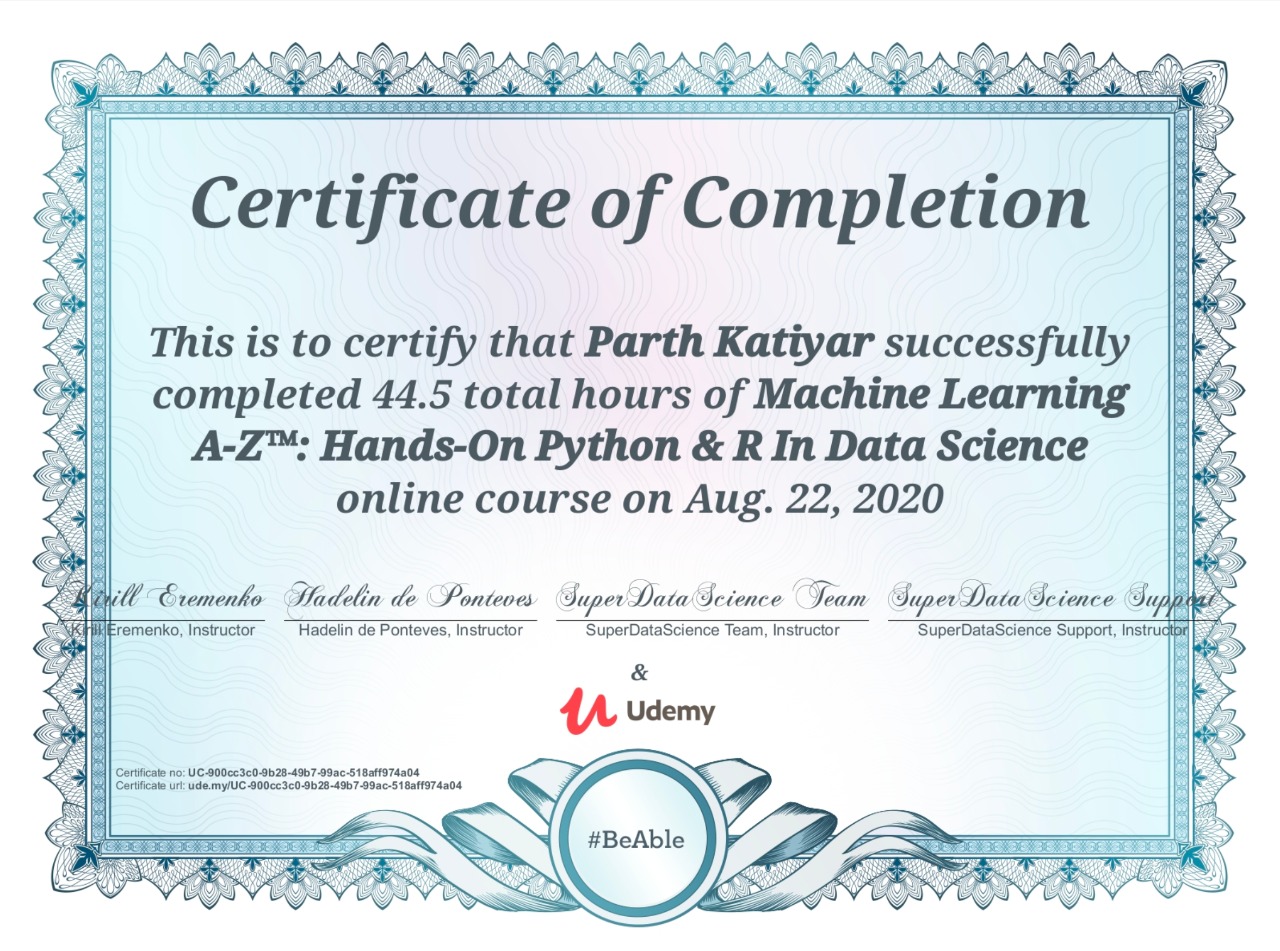 Certificate of Completion
This is to certify that Parth Katiyar successfully
completed 44.5 total hours of Machine Learning
A-Z™: Hands-On Python & R In Data Science
online course on Aug. 22, 2020
Kirill Eremenko Hadelin de Ponteves SuperDataScience Team SuperDataScience Support
Kirill Eremenko, Instructor Hadelin de Ponteves, Instructor SuperDataScience Team, Instructor SuperDataScience Support, Instructor
&
Udemy
Certificate no: UC-900cc3c0-9b28-49b7-99ac-518aff974a04
Certificate url: ude.my/UC-900cc3c0-9b28-49b7-99ac-518aff974a04
#BeAble